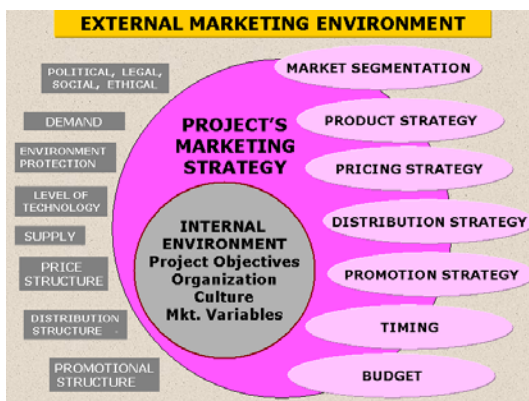 EXTERNAL MARKETING ENVIRONMENT
POLITICAL, LEGAL,
SOCIAL, ETHICAL
DEMAND
ENVIRONMENT
PROTECTION
LEVEL OF
TECHNOLOGY
SUPPLY
PRICE
STRUCTURE
DISTRIBUTION
STRUCTURE
PROMOTIONAL
STRUCTURE
PROJECT'S
MARKETING
STRATEGY
INTERNAL
ENVIRONMENT
Project Objectives
Organization
Culture
Mkt. Variables
MARKET SEGMENTATION
PRODUCT STRATEGY
PRICING STRATEGY
DISTRIBUTION STRATEGY
PROMOTION STRATEGY
TIMING
BUDGET